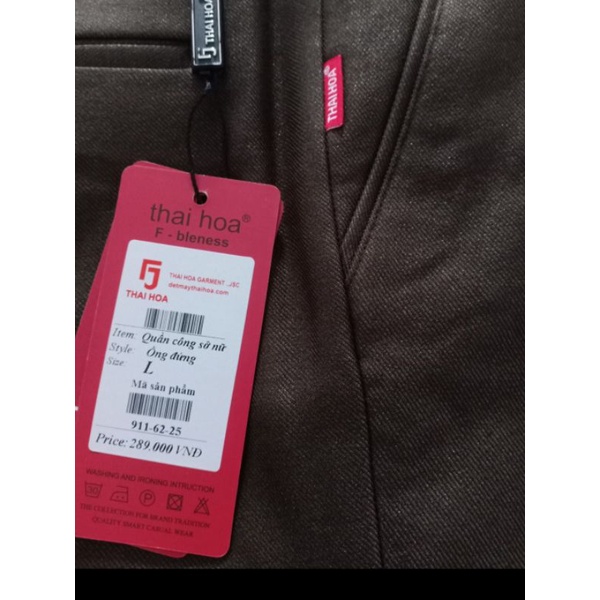 THAI HOA
THAIHOA®
thai hoa®
F - bleness
THAI HOA
THAI HOA GARMENT .,JSC
detmaythaihoa.com
Item: Quần công sở nữ
Style: Ống đứng
Size: L
Mã sản phẩm
911-62-25
Price: 289.000 VNĐ
WASHING AND IRONING INTRUCTION
30
P
THE COLLECTION FOR BRAND TRADITION
QUALITY SMART CASUAL WEAR